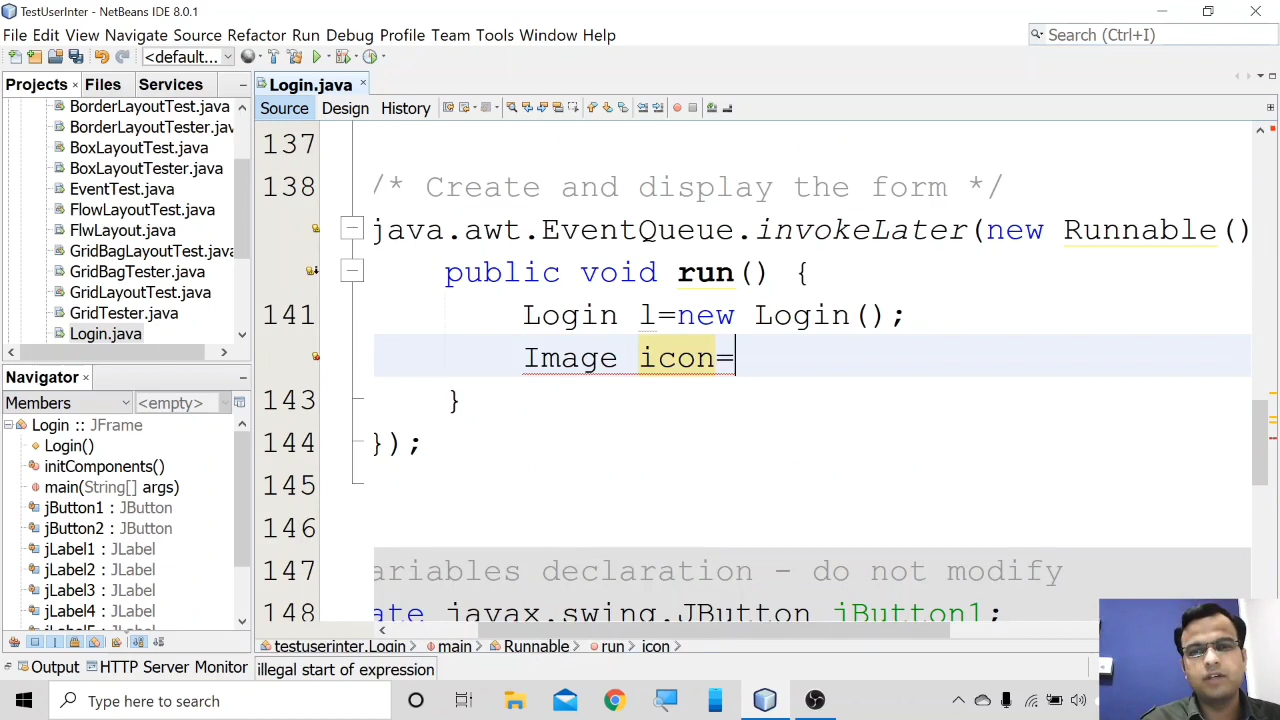 TestUserInter - NetBeans IDE 8.0.1
File Edit View Navigate Source Refactor Run Debug Profile Team Tools Window Help
Search (Ctrl+I)
<default...
Projects Files Services
Login.java
Source Design History
BorderLayoutTest.java
BorderLayoutTester.jav
BoxLayoutTest.java
BoxLayoutTester.java
EventTest.java
FlowLayoutTest.java
FlwLayout.java
GridBagLayoutTest.java
GridBagTester.java
GridLayoutTest.java
GridTester.java
Login.java
Navigator
Members
<empty>
Login :: JFrame
Login()
initComponents()
main(String[] args)
jButton1 : JButton
jButton2 : JButton
jLabel1 : JLabel
jLabel2 : JLabel
jLabel3 : JLabel
jLabel4 : JLabel
jLabel5 : JLabel
137
138 /* Create and display the form */
java.awt.EventQueue.invokeLater(new Runnable()
public void run() {
141 Login l=new Login();
Image icon=
143 }
144 });
145
146
147 ariables declaration - do not modify
148 ate javax.swing.JButton jButton1;
testuserinter.Login main Runnable run icon
Output HTTP Server Monitor
illegal start of expression
Type here to search